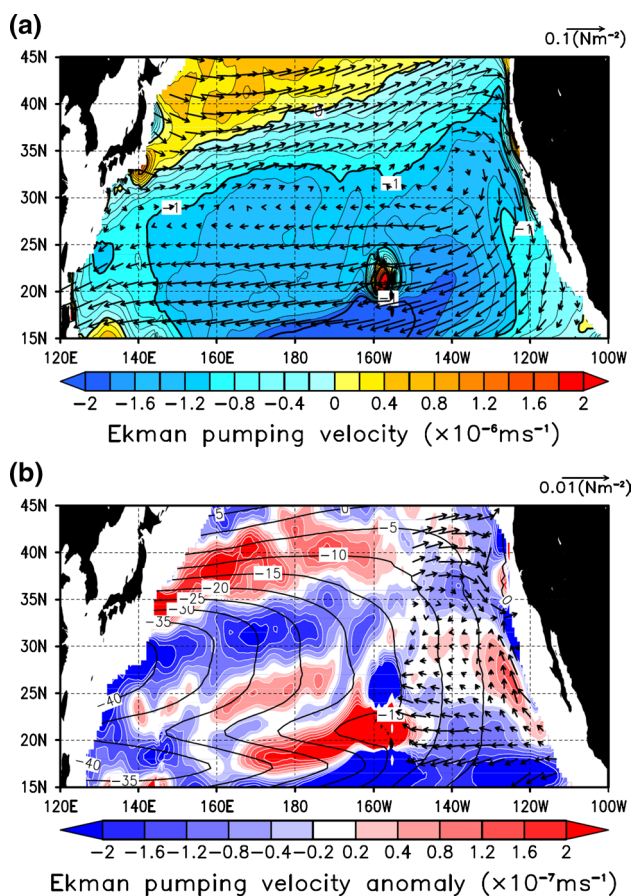 (a)
0.1(Nm⁻²)
45N
40N
35N
30N
25N
20N
15N
0
−1
−1
−1
120E 140E 160E 180 160W 140W 120W 100W
−2 −1.6 −1.2 −0.8 −0.4 0 0.4 0.8 1.2 1.6 2
Ekman pumping velocity (×10⁻⁶ms⁻¹)
(b)
0.01(Nm⁻²)
45N
40N
35N
30N
25N
20N
15N
5
0
−5
−10
−15
−20
−25
−30
−35
−40
−15
−40
−35
0
120E 140E 160E 180 160W 140W 120W 100W
−2 −1.6 −1.2 −0.8 −0.4 −0.2 0.2 0.4 0.8 1.2 1.6 2
Ekman pumping velocity anomaly (×10⁻⁷ms⁻¹)